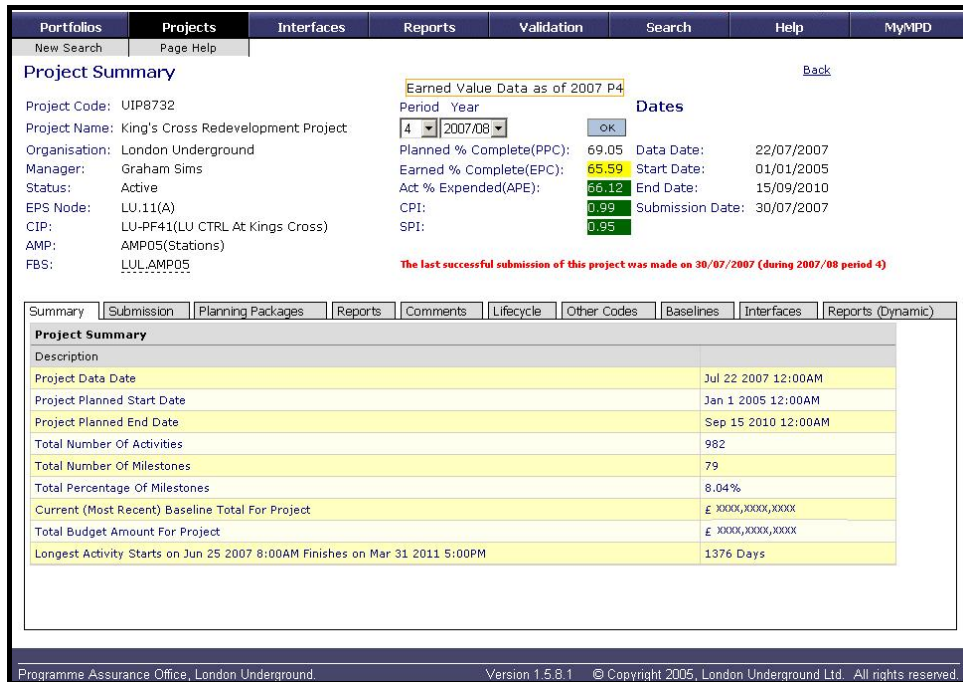 Portfolios Projects Interfaces Reports Validation Search Help MyMPD
New Search Page Help
Project Summary Back
Earned Value Data as of 2007 P4
Project Code: UIP8732 Period Year Dates
Project Name: King's Cross Redevelopment Project 4 2007/08 OK
Organisation: London Underground Planned % Complete(PPC): 69.05 Data Date: 22/07/2007
Manager: Graham Sims Earned % Complete(EPC): 65.59 Start Date: 01/01/2005
Status: Active Act % Expended(APE): 66.12 End Date: 15/09/2010
EPS Node: LU.11(A) CPI: 0.99 Submission Date: 30/07/2007
CIP: LU-PF41(LU CTRL At Kings Cross) SPI: 0.95
AMP: AMP05(Stations)
FBS: LUL.AMP05 The last successful submission of this project was made on 30/07/2007 (during 2007/08 period 4)
Summary Submission Planning Packages Reports Comments Lifecycle Other Codes Baselines Interfaces Reports (Dynamic)
Project Summary
Description
Project Data Date Jul 22 2007 12:00AM
Project Planned Start Date Jan 1 2005 12:00AM
Project Planned End Date Sep 15 2010 12:00AM
Total Number Of Activities 982
Total Number Of Milestones 79
Total Percentage Of Milestones 8.04%
Current (Most Recent) Baseline Total For Project £ XXXX,XXXX,XXXX
Total Budget Amount For Project £ XXXX,XXXX,XXXX
Longest Activity Starts on Jun 25 2007 8:00AM Finishes on Mar 31 2011 5:00PM 1376 Days
Programme Assurance Office, London Underground. Version 1.5.8.1 © Copyright 2005, London Underground Ltd. All rights reserved.